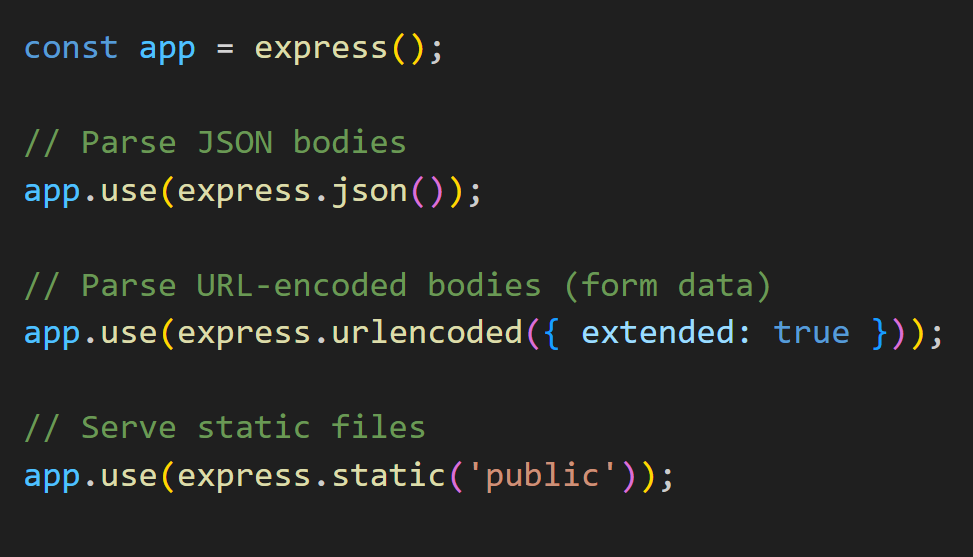 const app = express();
// Parse JSON bodies
app.use(express.json());
// Parse URL-encoded bodies (form data)
app.use(express.urlencoded({ extended: true }));
// Serve static files
app.use(express.static('public'));